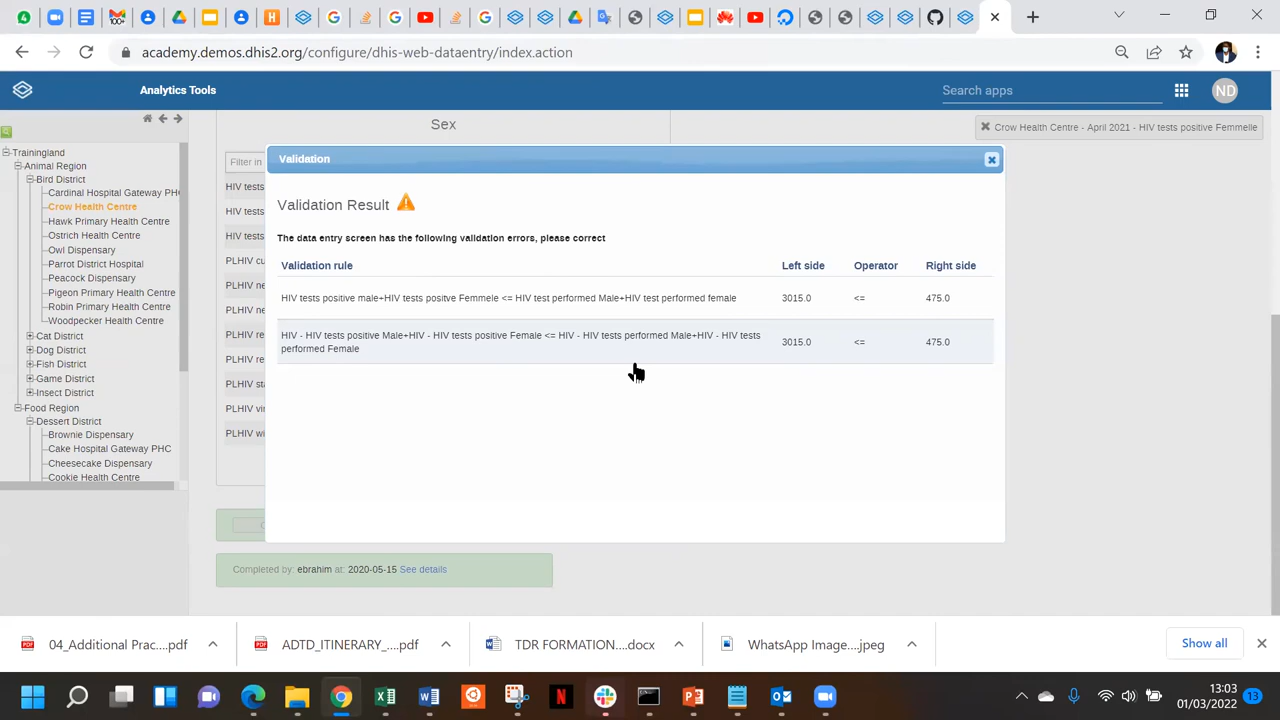 academy.demos.dhis2.org/configure/dhis-web-dataentry/index.action
Analytics Tools
Search apps
ND
Sex
Crow Health Centre - April 2021 - HIV tests positive Femmelle
Trainingland
Animal Region
Bird District
Cardinal Hospital Gateway PH
Crow Health Centre
Hawk Primary Health Centre
Ostrich Health Centre
Owl Dispensary
Parrot District Hospital
Peacock Dispensary
Pigeon Primary Health Centre
Robin Primary Health Centre
Woodpecker Health Centre
Cat District
Dog District
Fish District
Game District
Insect District
Food Region
Dessert District
Brownie Dispensary
Cake Hospital Gateway PHC
Cheesecake Dispensary
Cookie Health Centre
Filter in
HIV tests
HIV tests
HIV tests
PLHIV cu
PLHIV ne
PLHIV ne
PLHIV re
PLHIV re
PLHIV sta
PLHIV vir
PLHIV wi
Validation
Validation Result
The data entry screen has the following validation errors, please correct
Validation rule Left side Operator Right side
HIV tests positive male+HIV tests positve Femmele <= HIV test performed Male+HIV test performed female 3015.0 <= 475.0
HIV - HIV tests positive Male+HIV - HIV tests positive Female <= HIV - HIV tests performed Male+HIV - HIV tests 3015.0 <= 475.0
performed Female
Completed by: ebrahim at: 2020-05-15 See details
04_Additional Prac....pdf
ADTD_ITINERARY_....pdf
TDR FORMATION....docx
WhatsApp Image....jpeg
Show all
13:03
01/03/2022
13